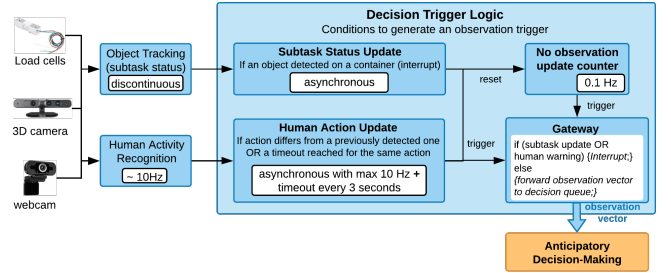 Decision Trigger Logic
Conditions to generate an observation trigger
Load cells
3D camera
webcam
Object Tracking
(subtask status)
discontinuous
Human Activity
Recognition
~ 10Hz
Subtask Status Update
If an object detected on a container (interrupt)
asynchronous
Human Action Update
If action differs from a previously detected one
OR a timeout reached for the same action
asynchronous with max 10 Hz +
timeout every 3 seconds
reset
trigger
No observation
update counter
0.1 Hz
trigger
Gateway
if (subtask update OR
human warning) {Interrupt;}
else
{forward observation vector
to decision queue;}
observation
vector
Anticipatory
Decision-Making